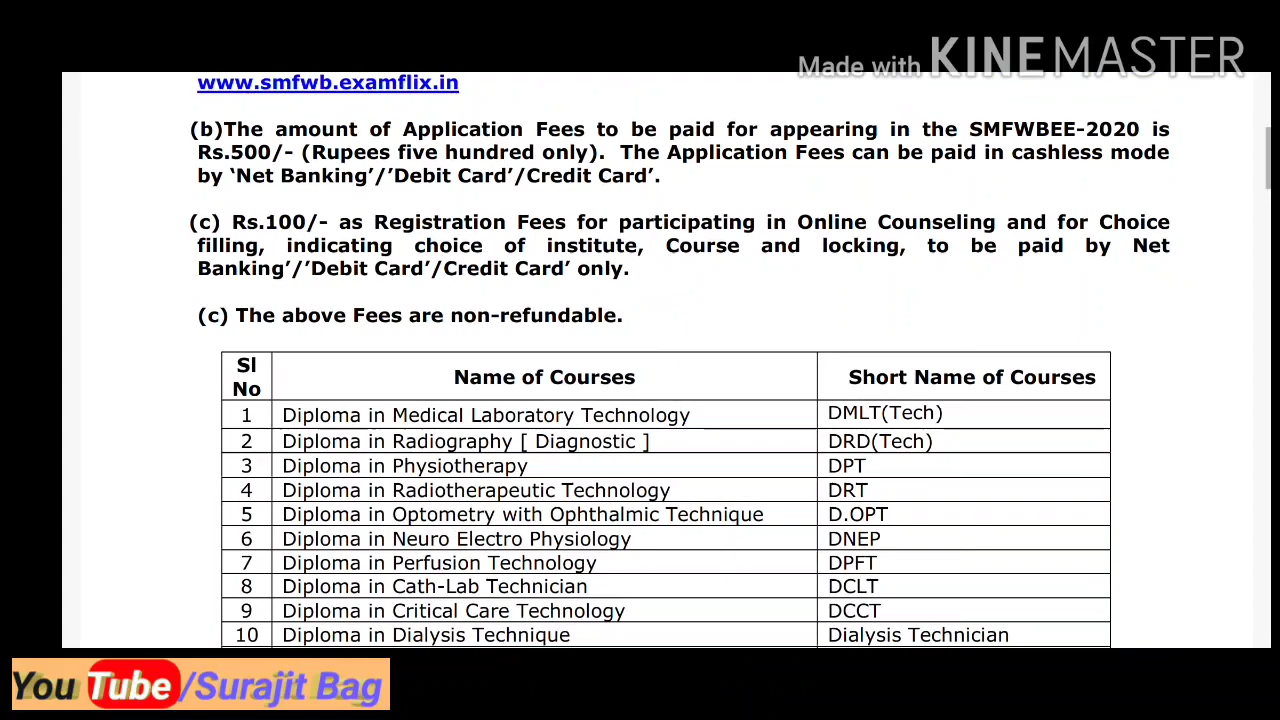 Made with KINEMASTER
www.smfwb.examflix.in
(b)The amount of Application Fees to be paid for appearing in the SMFWBEE-2020 is
Rs.500/- (Rupees five hundred only). The Application Fees can be paid in cashless mode
by ‘Net Banking’/’Debit Card’/Credit Card’.
(c) Rs.100/- as Registration Fees for participating in Online Counseling and for Choice
filling, indicating choice of institute, Course and locking, to be paid by Net
Banking’/’Debit Card’/Credit Card’ only.
(c) The above Fees are non-refundable.
Sl No Name of Courses Short Name of Courses
1 Diploma in Medical Laboratory Technology DMLT(Tech)
2 Diploma in Radiography [ Diagnostic ] DRD(Tech)
3 Diploma in Physiotherapy DPT
4 Diploma in Radiotherapeutic Technology DRT
5 Diploma in Optometry with Ophthalmic Technique D.OPT
6 Diploma in Neuro Electro Physiology DNEP
7 Diploma in Perfusion Technology DPFT
8 Diploma in Cath-Lab Technician DCLT
9 Diploma in Critical Care Technology DCCT
10 Diploma in Dialysis Technique Dialysis Technician
You Tube/Surajit Bag